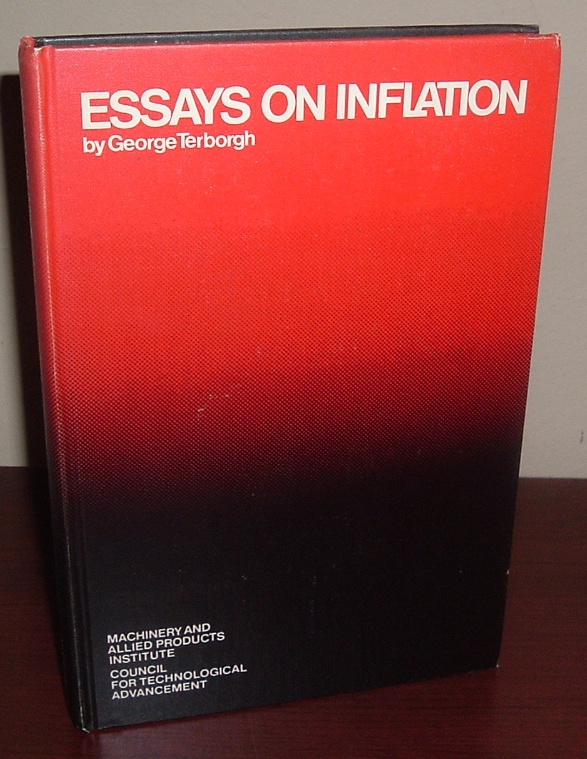 ESSAYS ON INFLATION
by George Terborgh
MACHINERY AND
ALLIED PRODUCTS
INSTITUTE
COUNCIL
FOR TECHNOLOGICAL
ADVANCEMENT